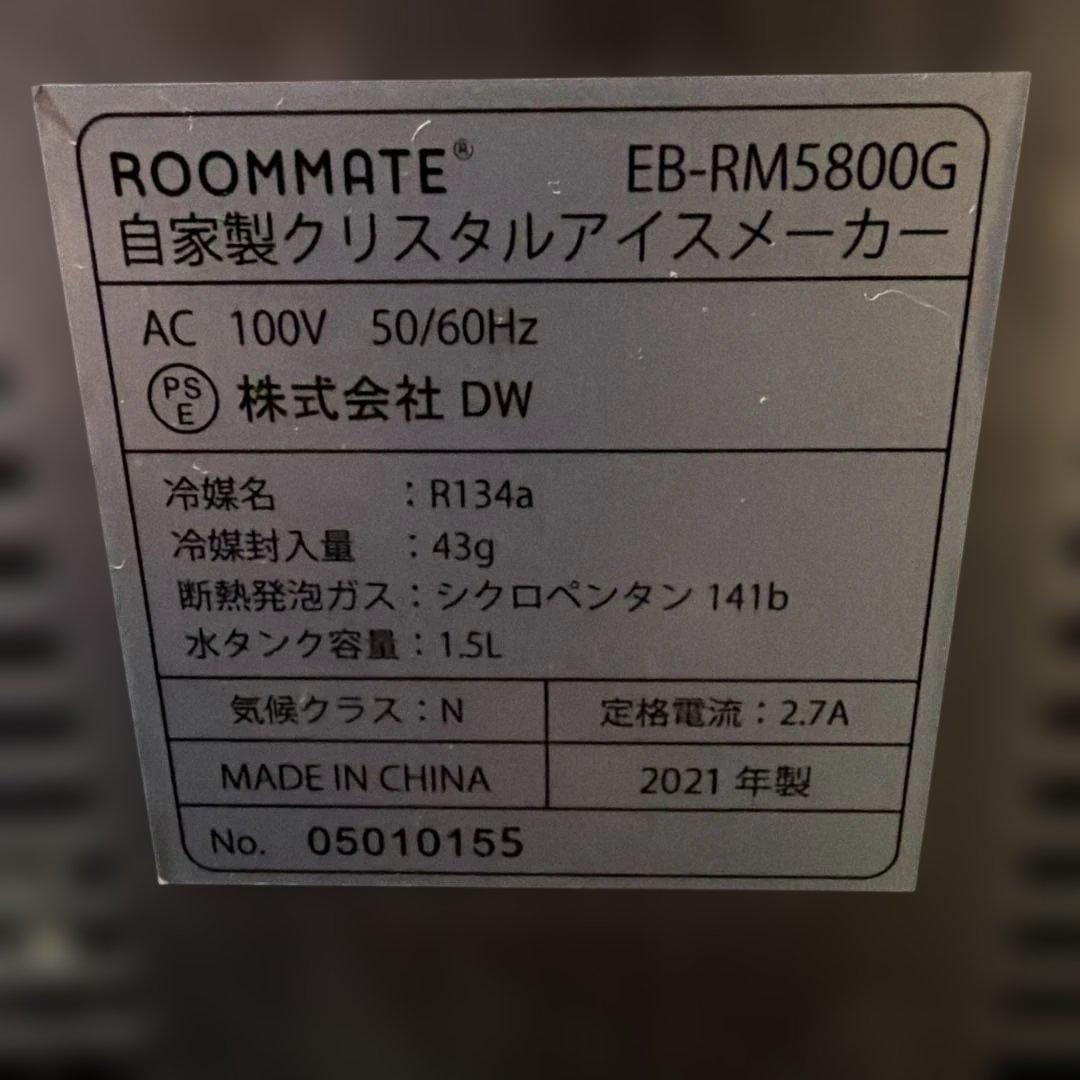 ROOMMATE® EB-RM5800G
自家製クリスタルアイスメーカー
AC 100V 50/60Hz
PSE 株式会社 DW
冷媒名 : R134a
冷媒封入量 : 43g
断熱発泡ガス : シクロペンタン 141b
水タンク容量 : 1.5L
気候クラス : N 定格電流 : 2.7A
MADE IN CHINA 2021 年製
No. 05010155